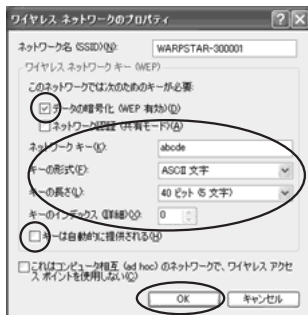 ワイヤレス ネットワークのプロパティ
ネットワーク名 (SSID)(N): WARPSTAR-300001
ワイヤレス ネットワーク キー (WEP)
このネットワークでは次のためのキーが必要:
データの暗号化 (WEP 有効)(D)
ネットワーク認証 (共有モード)(A)
ネットワーク キー(K): abcde
キーの形式(F): ASCII 文字
キーの長さ(L): 40 ビット (5 文字)
キーのインデックス (詳細)(X): 0
キーは自動的に提供される(H)
これはコンピュータ相互 (ad hoc) のネットワークで、ワイヤレス アクセ
ス ポイントを使用しない(C)
OK キャンセル